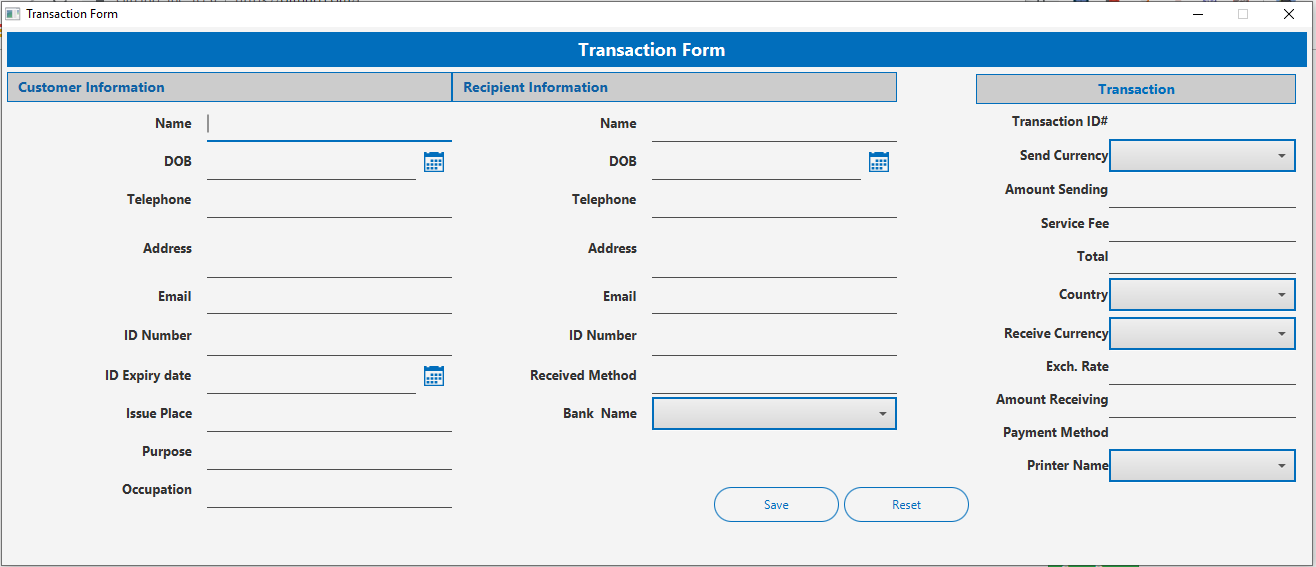 Transaction Form
Transaction Form
Customer Information
Name
DOB
Telephone
Address
Email
ID Number
ID Expiry date
Issue Place
Purpose
Occupation
Recipient Information
Name
DOB
Telephone
Address
Email
ID Number
Received Method
Bank Name
Transaction
Transaction ID#
Send Currency
Amount Sending
Service Fee
Total
Country
Receive Currency
Exch. Rate
Amount Receiving
Payment Method
Printer Name
Save
Reset